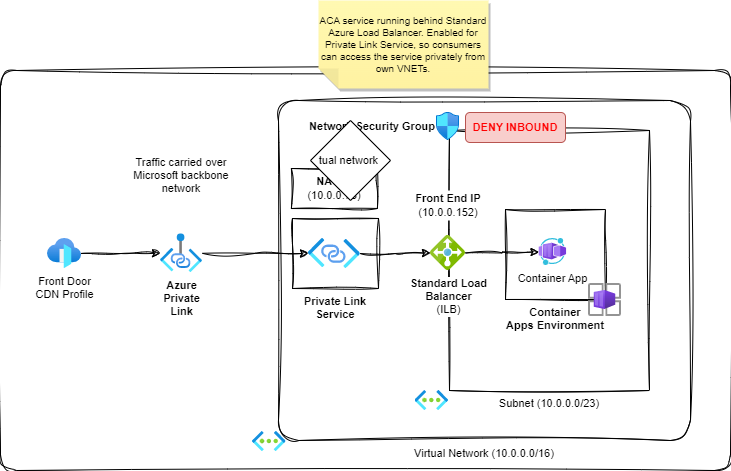 ACA service running behind Standard
Azure Load Balancer. Enabled for
Private Link Service, so consumers
can access the service privately from
own VNETs.
Network Security Group
DENY INBOUND
Traffic carried over
Microsoft backbone
network
tual network
NA
(10.0.0.
Front End IP
(10.0.0.152)
Front Door
CDN Profile
Azure
Private
Link
Private Link
Service
Standard Load
Balancer
(ILB)
Container App
Container
Apps Environment
Subnet (10.0.0.0/23)
Virtual Network (10.0.0.0/16)